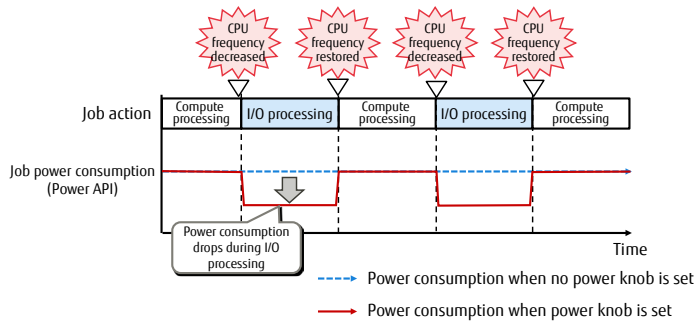 CPU
frequency
decreased
CPU
frequency
restored
CPU
frequency
decreased
CPU
frequency
restored
Job action
Compute
processing
I/O processing
Compute
processing
I/O processing
Compute
processing
Job power consumption
(Power API)
Power consumption
drops during I/O
processing
Time
Power consumption when no power knob is set
Power consumption when power knob is set